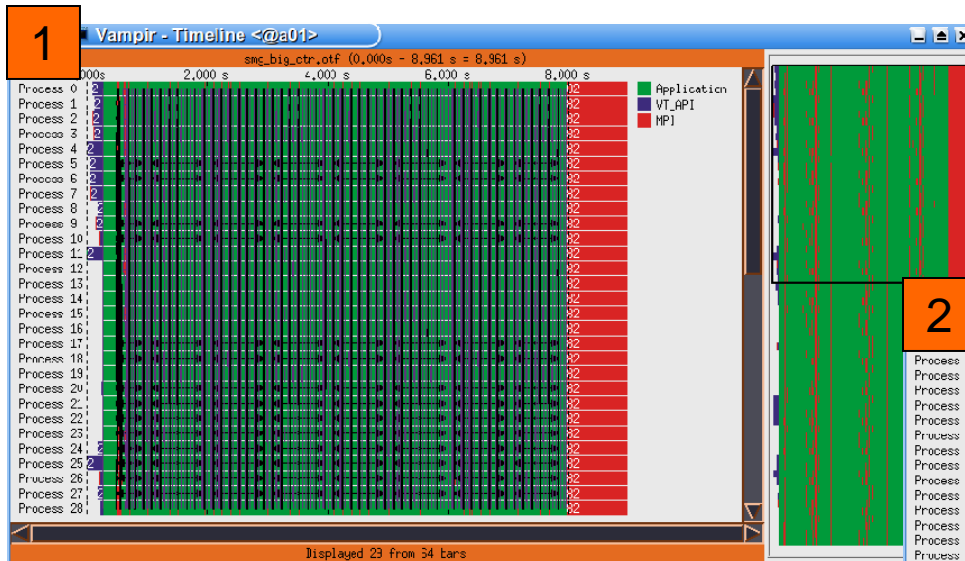 1
Vampir - Timeline <@a01>
smg_big_ctr.otf (0,000s - 8,961 s = 8,961 s)
000s 2,000 s 4,000 s 6,000 s 8,000 s
Process 0
Process 1
Process 2
Process 3
Process 4
Process 5
Process 6
Process 7
Process 8
Process 9
Process 10
Process 11
Process 12
Process 13
Process 14
Process 15
Process 16
Process 17
Process 18
Process 19
Process 20
Process 21
Process 22
Process 23
Process 24
Process 25
Process 26
Process 27
Process 28
Application
VT_API
MPI
Displayed 29 from 64 bars
2
Process
Process
Process
Process
Process
Process
Process
Process
Process
Process
Process
Process
Process
Process